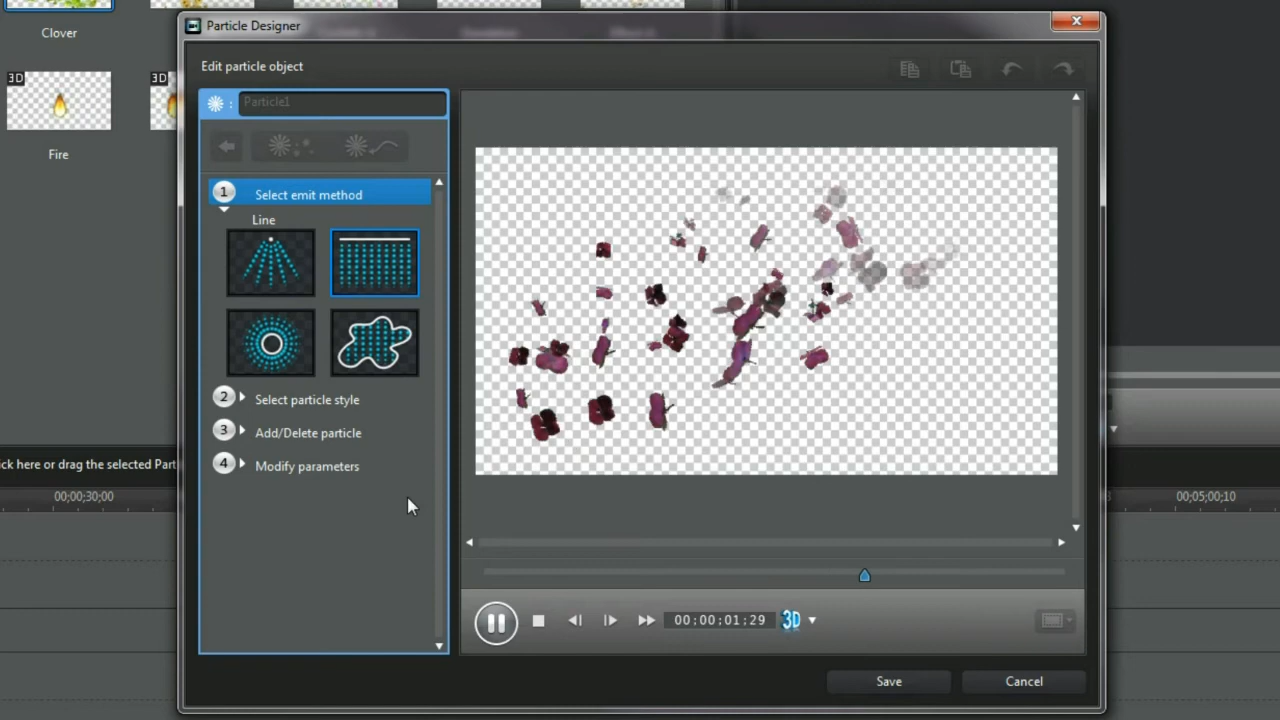 Clover
Particle Designer
Edit particle object
: Particle1
3D
3D
Fire
1 Select emit method
Line
2 Select particle style
3 Add/Delete particle
4 Modify parameters
ick here or drag the selected Part
00;00;30;00
00;05;00;10
00;00;01;29
3D
Save
Cancel